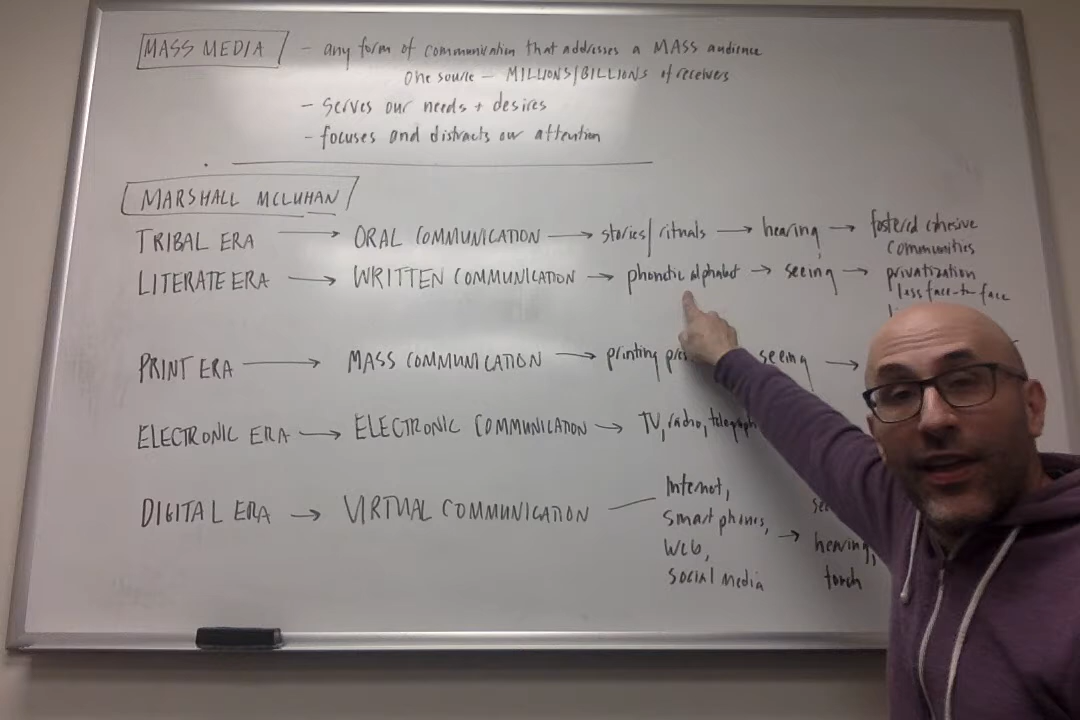 MASS MEDIA - any form of communication that addresses a MASS audience
One source - MILLIONS/BILLIONS of receivers
- serves our needs + desires
- focuses and distracts our attention
MARSHALL MCLUHAN
TRIBAL ERA → ORAL COMMUNICATION → stories/rituals → hearing → fostered cohesive
communities
LITERATE ERA → WRITTEN COMMUNICATION → phonetic alphabet → seeing → privatization
less face-to-face
PRINT ERA → MASS COMMUNICATION → printing → seeing →
ELECTRONIC ERA → ELECTRONIC COMMUNICATION → TV, radio, telegraph
DIGITAL ERA → VIRTUAL COMMUNICATION — Internet,
smart phones, →
Web, hearing,
social media touch